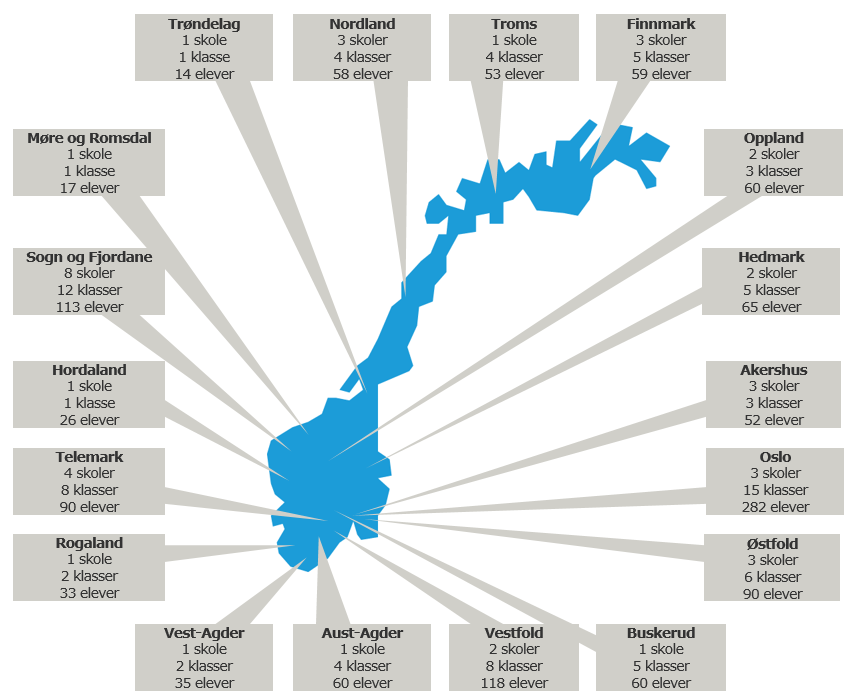 Trøndelag
1 skole
1 klasse
14 elever
Nordland
3 skoler
4 klasser
58 elever
Troms
1 skole
4 klasser
53 elever
Finnmark
3 skoler
5 klasser
59 elever
Møre og Romsdal
1 skole
1 klasse
17 elever
Oppland
2 skoler
3 klasser
60 elever
Sogn og Fjordane
8 skoler
12 klasser
113 elever
Hedmark
2 skoler
5 klasser
65 elever
Hordaland
1 skole
1 klasse
26 elever
Akershus
3 skoler
3 klasser
52 elever
Telemark
4 skoler
8 klasser
90 elever
Oslo
3 skoler
15 klasser
282 elever
Rogaland
1 skole
2 klasser
33 elever
Østfold
3 skoler
6 klasser
90 elever
Vest-Agder
1 skole
2 klasser
35 elever
Aust-Agder
1 skole
4 klasser
60 elever
Vestfold
2 skoler
8 klasser
118 elever
Buskerud
1 skole
5 klasser
60 elever